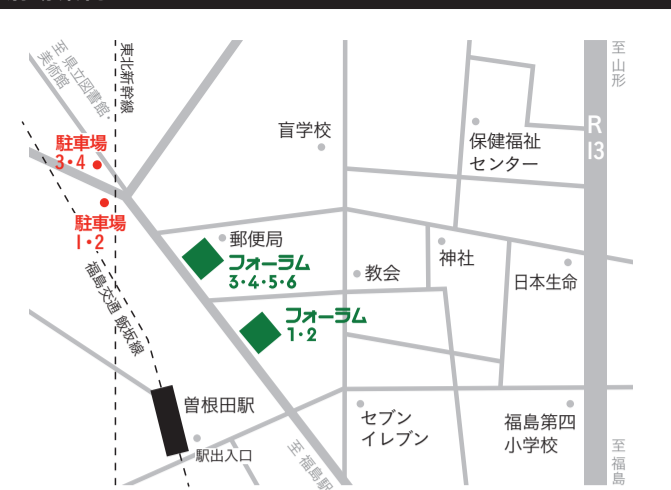 至 県立図書館・
美術館
東北新幹線
至山形
盲学校
保健福祉
センター
R
13
駐車場
3・4
駐車場
1・2
郵便局
フォーラム
3・4・5・6
教会
神社
日本生命
福島交通 飯坂線
フォーラム
1・2
曽根田駅
駅出入口
セブン
イレブン
福島第四
小学校
至 福島駅
至福島